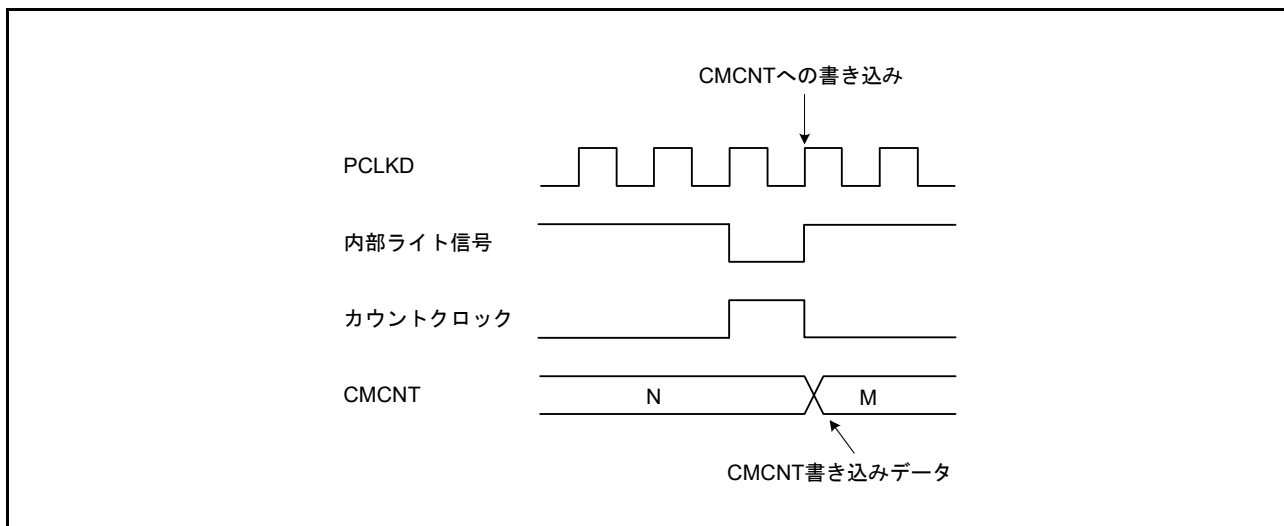 CMCNTへの書き込み
PCLKD
内部ライト信号
カウントクロック
CMCNT
N
M
CMCNT書き込みデータ